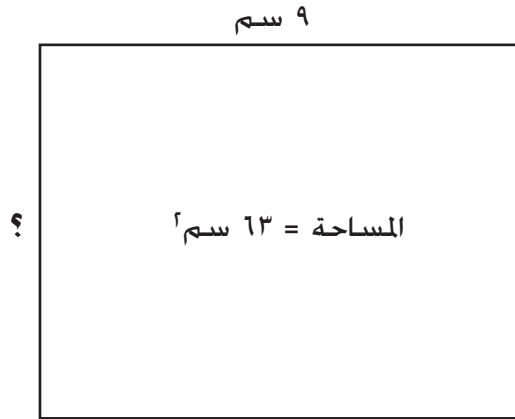 ٩ سم
؟
المساحة = ٦٣ سم٢